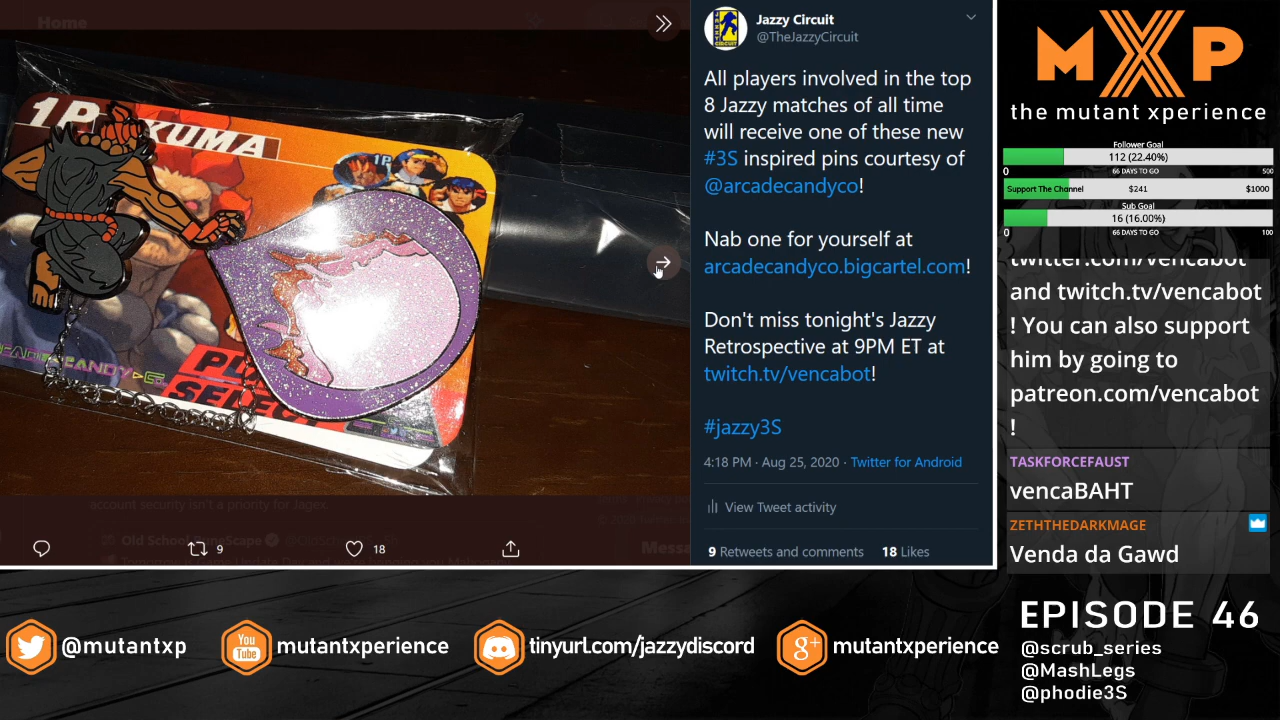 Home
1P
KUMA
1P
CANDY
SELECT
Jazzy Circuit
@TheJazzyCircuit
All players involved in the top
8 Jazzy matches of all time
will receive one of these new
#3S inspired pins courtesy of
@arcadecandyco!
Nab one for yourself at
arcadecandyco.bigcartel.com!
Don't miss tonight's Jazzy
Retrospective at 9PM ET at
twitch.tv/vencabot!
#jazzy3S
4:18 PM · Aug 25, 2020 · Twitter for Android
View Tweet activity
9 Retweets and comments 18 Likes
account security isn't a priority for Jagex.
Old School RuneScape
9
18
MXP
the mutant xperience
Follower Goal
112 (22.40%)
0 66 DAYS TO GO 500
Support The Channel $241 $1000
Sub Goal
16 (16.00%)
0 66 DAYS TO GO 100
twitter.com/vencabot
and twitch.tv/vencabot
! You can also support
him by going to
patreon.com/vencabot
!
TASKFORCEFAUST
vencaBAHT
ZETHTHEDARKMAGE
Venda da Gawd
EPISODE 46
@scrub_series
@MashLegs
@phodie3S
@mutantxp
You
Tube
mutantxperience
tinyurl.com/jazzydiscord
g+
mutantxperience